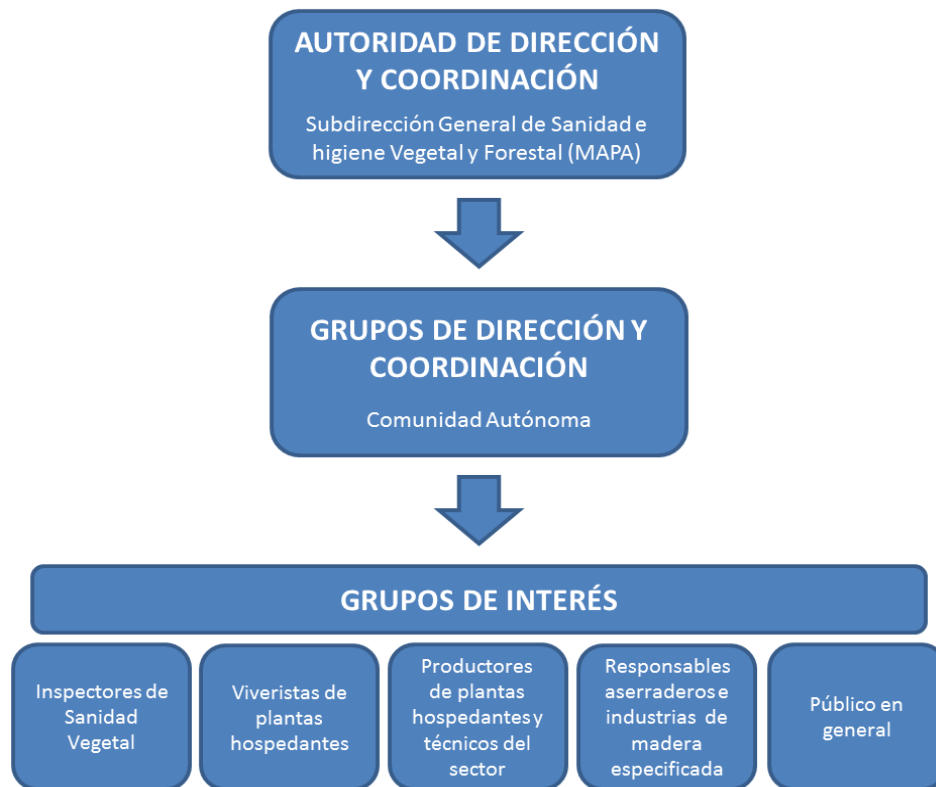 AUTORIDAD DE DIRECCIÓN
Y COORDINACIÓN
Subdirección General de Sanidad e
higiene Vegetal y Forestal (MAPA)
GRUPOS DE DIRECCIÓN Y
COORDINACIÓN
Comunidad Autónoma
GRUPOS DE INTERÉS
Inspectores de
Sanidad
Vegetal
Viveristas de
plantas
hospedantes
Productores
de plantas
hospedantes y
técnicos del
sector
Responsables
aserraderos e
industrias de
madera
especificada
Público en
general